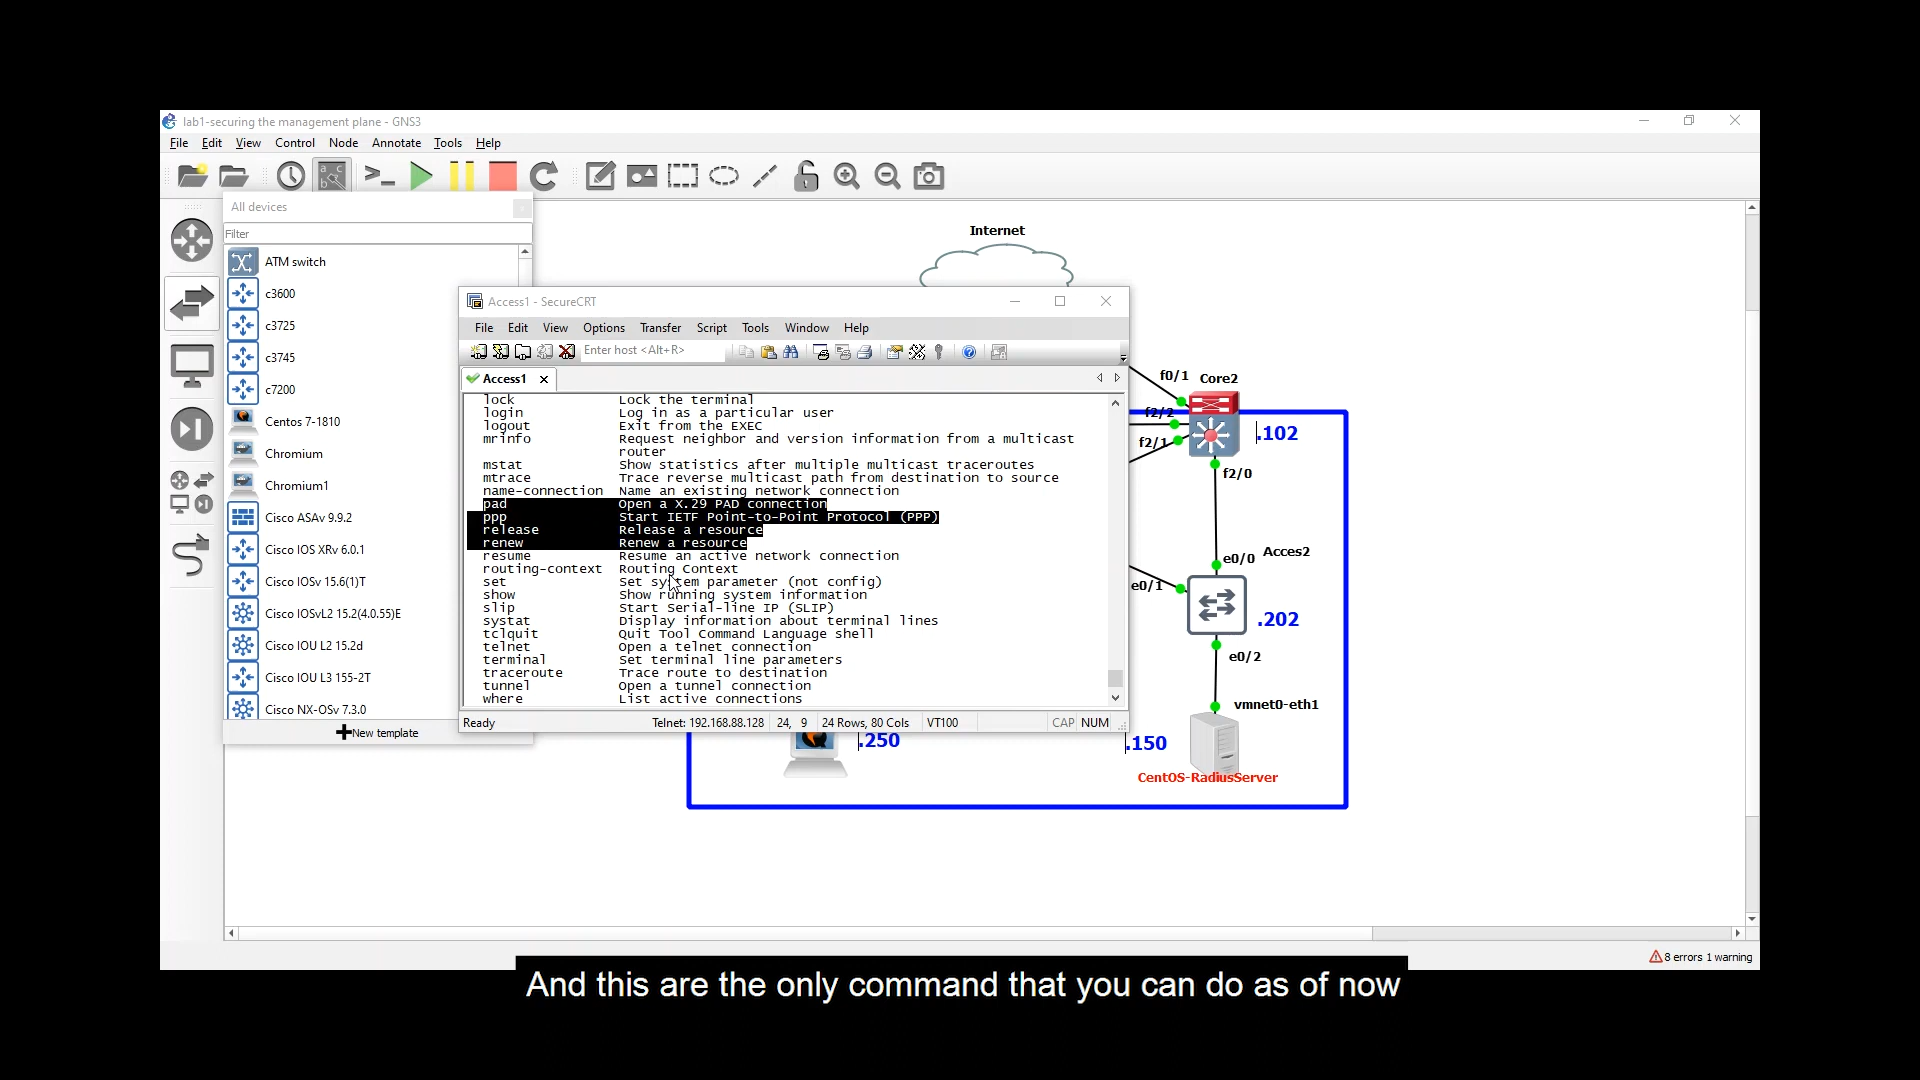 lab1-securing the management plane - GNS3
File Edit View Control Node Annotate Tools Help
All devices
Filter
ATM switch
c3600
c3725
c3745
c7200
Centos 7-1810
Chromium
Chromium1
Cisco ASAv 9.9.2
Cisco IOS XRv 6.0.1
Cisco IOSv 15.6(1)T
Cisco IOSvL2 15.2(4.0.55)E
Cisco IOU L2 15.2d
Cisco IOU L3 155-2T
Cisco NX-OSv 7.3.0
New template
Internet
Access1 - SecureCRT
File Edit View Options Transfer Script Tools Window Help
Enter host <Alt+R>
Access1
lock Lock the terminal
login Log in as a particular user
logout Exit from the EXEC
mrinfo Request neighbor and version information from a multicast
router
mstat Show statistics after multiple multicast traceroutes
mtrace Trace reverse multicast path from destination to source
name-connection Name an existing network connection
pad Open a X.29 PAD connection
ppp Start IETF Point-to-Point Protocol (PPP)
release Release a resource
renew Renew a resource
resume Resume an active network connection
routing-context Routing Context
set Set system parameter (not config)
show Show running system information
slip Start Serial-line IP (SLIP)
systat Display information about terminal lines
tclquit Quit Tool Command Language shell
telnet Open a telnet connection
terminal Set terminal line parameters
traceroute Trace route to destination
tunnel Open a tunnel connection
where List active connections
Ready Telnet: 192.168.88.128 24, 9 24 Rows, 80 Cols VT100 CAP NUM
f0/1 Core2
f2/2
.102
f2/1
f2/0
e0/0 Acces2
e0/1
.202
e0/2
vmnet0-eth1
.250
.150
CentOS-RadiusServer
8 errors 1 warning
And this are the only command that you can do as of now